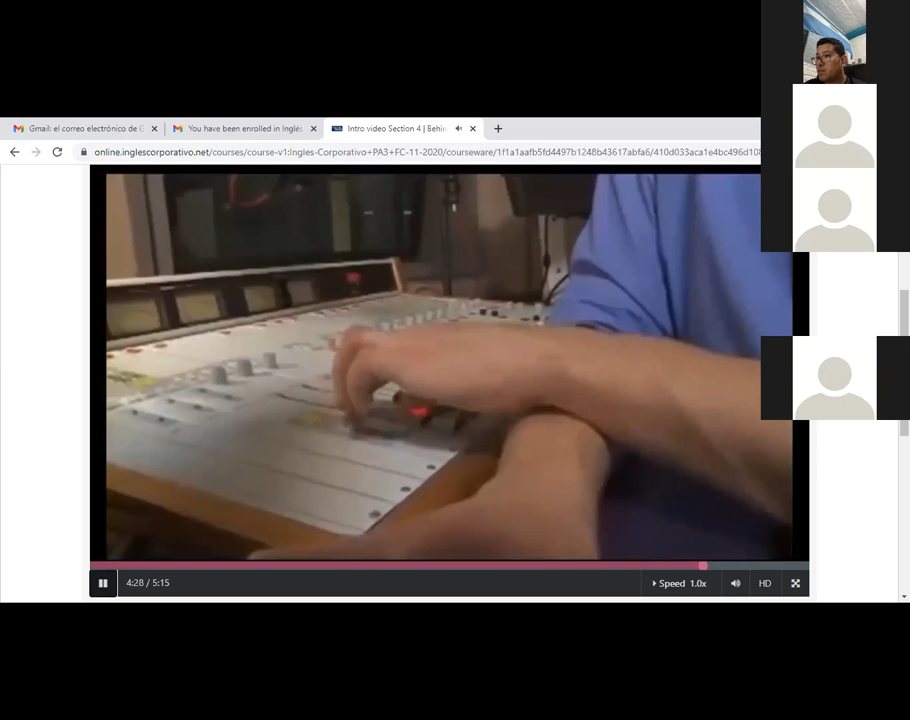 Gmail: el correo electrónico de G
You have been enrolled in Inglés
Intro video Section 4 | Behi
online.inglescorporativo.net/courses/course-v1:Ingles-Corporativo+PA3+FC-11-2020/courseware/1f1a1aafb5fd4497b1248b43617abfa6/410d033aca1e4bc496d108
4:28 / 5:15
Speed 1.0x
HD